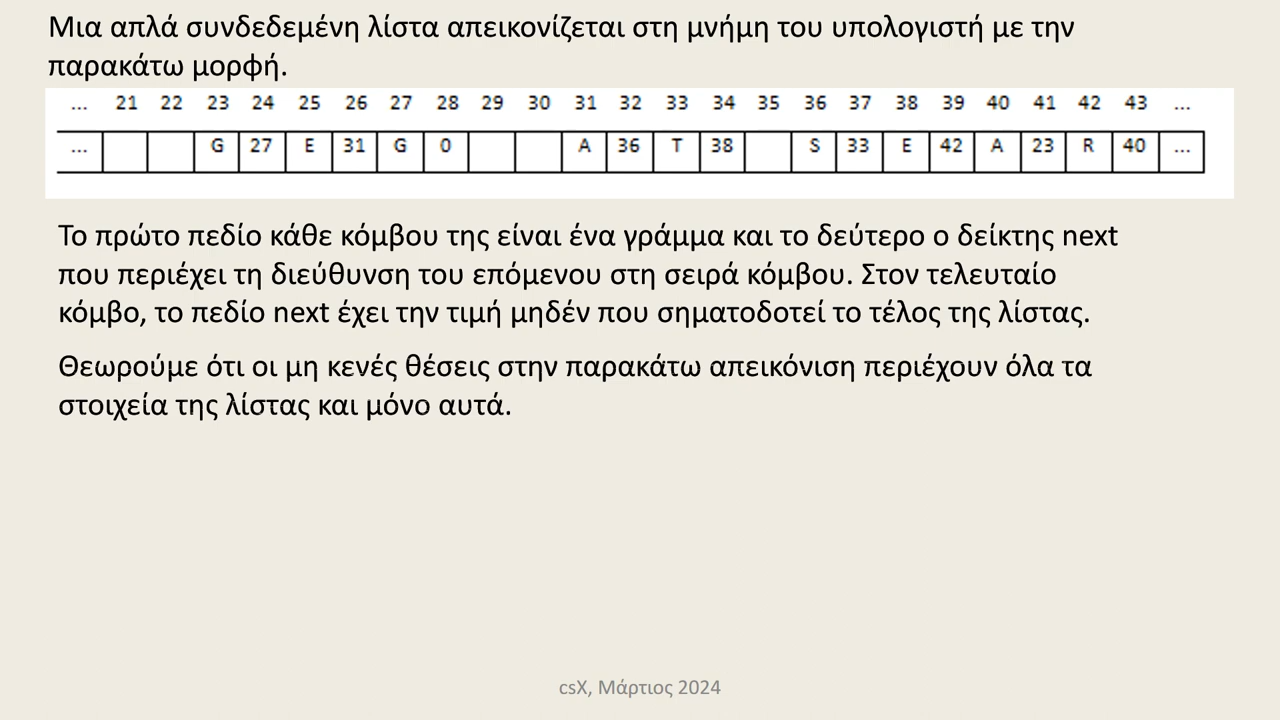 Μια απλά συνδεδεμένη λίστα απεικονίζεται στη μνήμη του υπολογιστή με την
παρακάτω μορφή.
... 21 22 23 24 25 26 27 28 29 30 31 32 33 34 35 36 37 38 39 40 41 42 43 ...
... G 27 E 31 G 0 A 36 T 38 S 33 E 42 A 23 R 40 ...
Το πρώτο πεδίο κάθε κόμβου της είναι ένα γράμμα και το δεύτερο ο δείκτης next
που περιέχει τη διεύθυνση του επόμενου στη σειρά κόμβου. Στον τελευταίο
κόμβο, το πεδίο next έχει την τιμή μηδέν που σηματοδοτεί το τέλος της λίστας.
Θεωρούμε ότι οι μη κενές θέσεις στην παρακάτω απεικόνιση περιέχουν όλα τα
στοιχεία της λίστας και μόνο αυτά.
csX, Μάρτιος 2024